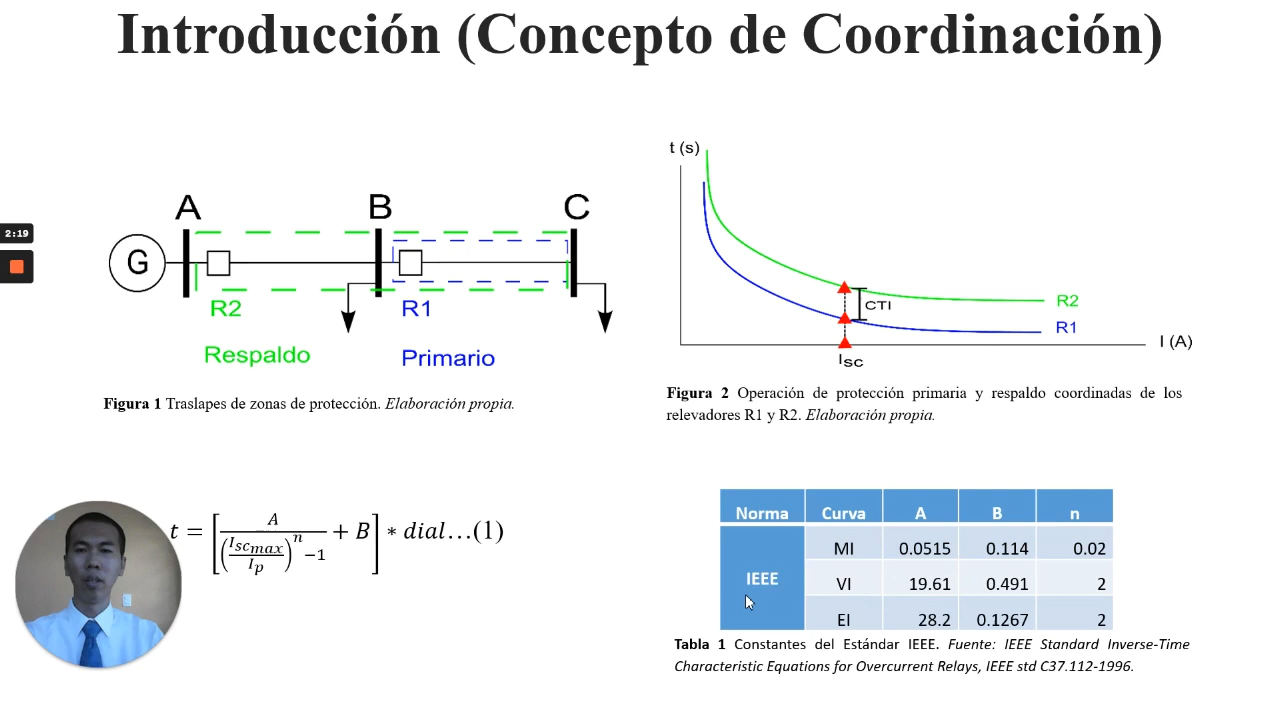 Introducción (Concepto de Coordinación)
2:19
A B C
G
R2 R1
Respaldo Primario
Figura 1 Traslapes de zonas de protección. Elaboración propia.
t (s)
CTI
R2
R1
I (A)
Isc
Figura 2 Operación de protección primaria y respaldo coordinadas de los
relevadores R1 y R2. Elaboración propia.
t = [A / ((Isc_max / Ip)^n −1) + B] ∗ dial…(1)
Norma Curva A B n
IEEE
MI 0.0515 0.114 0.02
VI 19.61 0.491 2
EI 28.2 0.1267 2
Tabla 1 Constantes del Estándar IEEE. Fuente: IEEE Standard Inverse-Time
Characteristic Equations for Overcurrent Relays, IEEE std C37.112-1996.